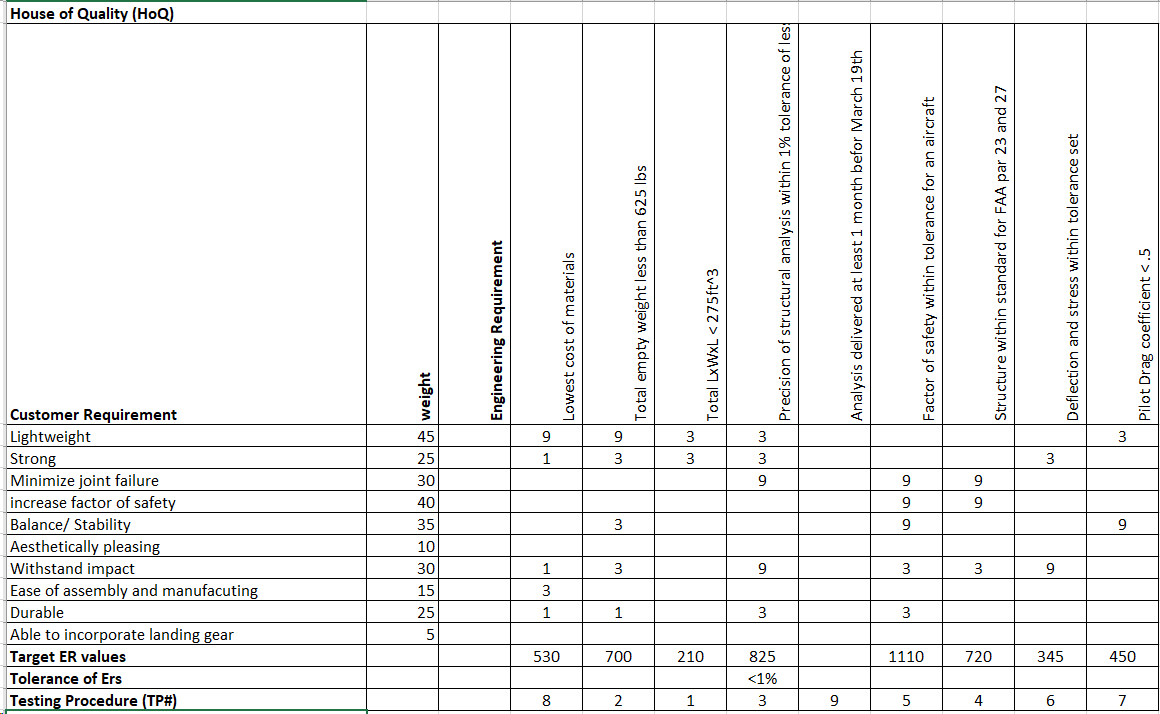 House of Quality (HoQ)
Customer Requirement weight Engineering Requirement Lowest cost of materials Total empty weight less than 625 lbs Total LxWxL < 275ft^3 Precision of structural analysis within 1% tolerance of Analysis delivered at least 1 month befor March 19th Factor of safety within tolerance for an aircraft Structure within standard for FAA par 23 and 27 Deflection and stress within tolerance set Pilot Drag coefficient < .5
Lightweight 45 9 9 3 3 3
Strong 25 1 3 3 3 3
Minimize joint failure 30 9 9 9
increase factor of safety 40 9 9
Balance/ Stability 35 3 9 9
Aesthetically pleasing 10
Withstand impact 30 1 3 9 3 3 9
Ease of assembly and manufacuting 15 3
Durable 25 1 1 3 3
Able to incorporate landing gear 5
Target ER values 530 700 210 825 1110 720 345 450
Tolerance of Ers <1%
Testing Procedure (TP#) 8 2 1 3 9 5 4 6 7